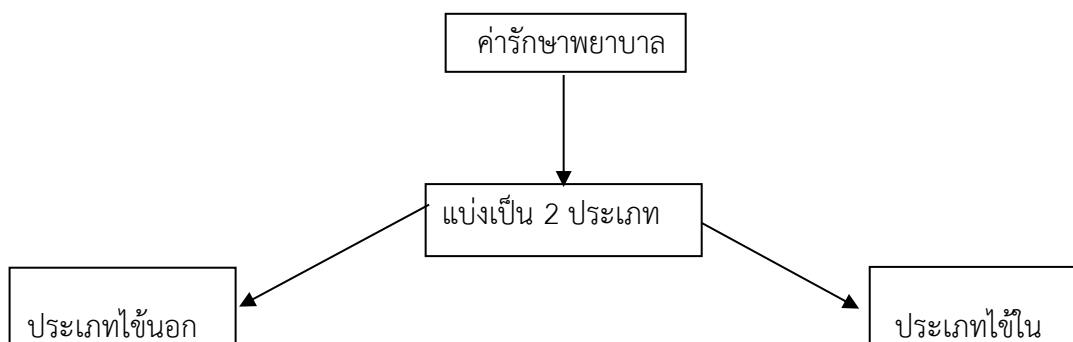 ค่ารักษาพยาบาล
แบ่งเป็น 2 ประเภท
ประเภทไข้นอก
ประเภทไข้ใน